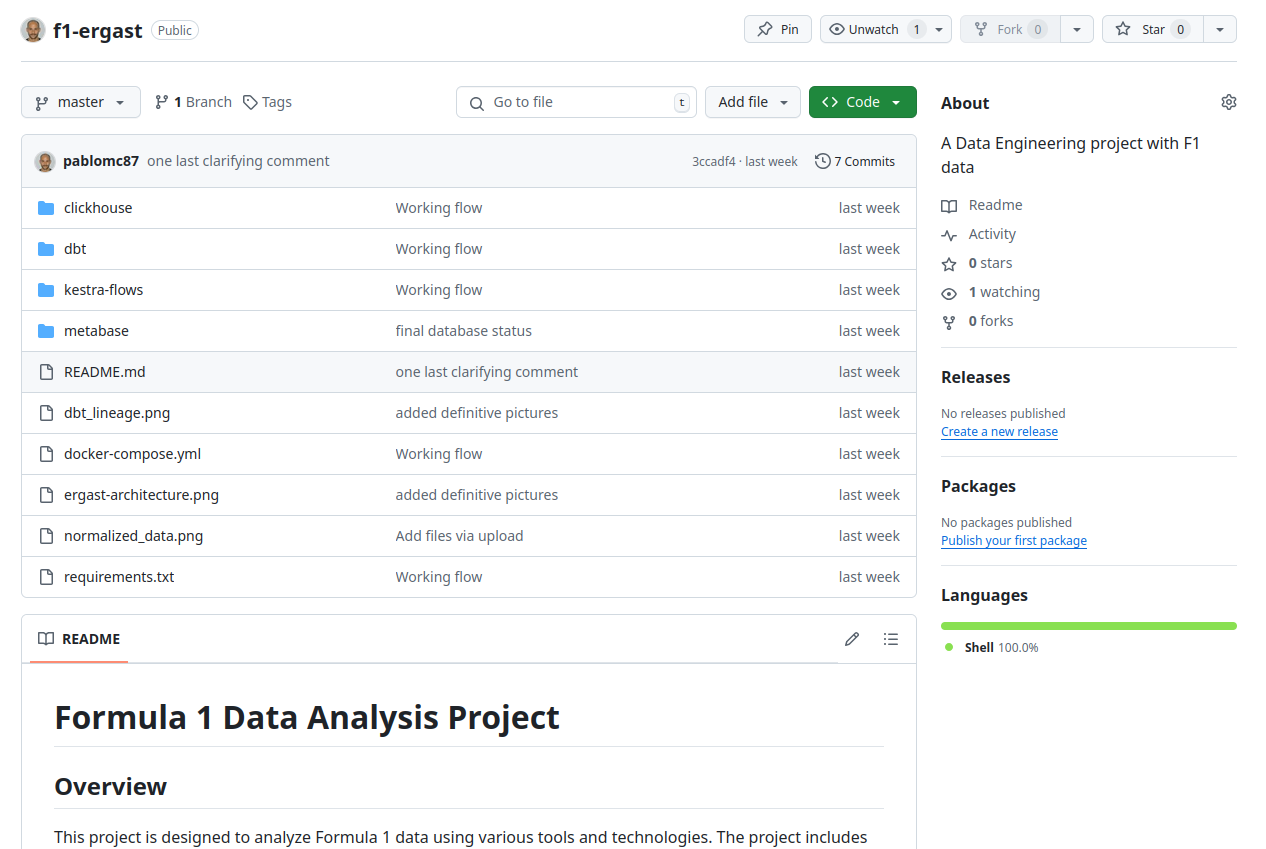 f1-ergast Public Pin Unwatch 1 Fork 0 Star 0
master 1 Branch Tags Go to file t Add file Code
pablomc87 one last clarifying comment 3ccadf4 · last week 7 Commits
clickhouse Working flow last week
dbt Working flow last week
kestra-flows Working flow last week
metabase final database status last week
README.md one last clarifying comment last week
dbt_lineage.png added definitive pictures last week
docker-compose.yml Working flow last week
ergast-architecture.png added definitive pictures last week
normalized_data.png Add files via upload last week
requirements.txt Working flow last week
README
Formula 1 Data Analysis Project
Overview
This project is designed to analyze Formula 1 data using various tools and technologies. The project includes
About
A Data Engineering project with F1
data
Readme
Activity
0 stars
1 watching
0 forks
Releases
No releases published
Create a new release
Packages
No packages published
Publish your first package
Languages
Shell 100.0%